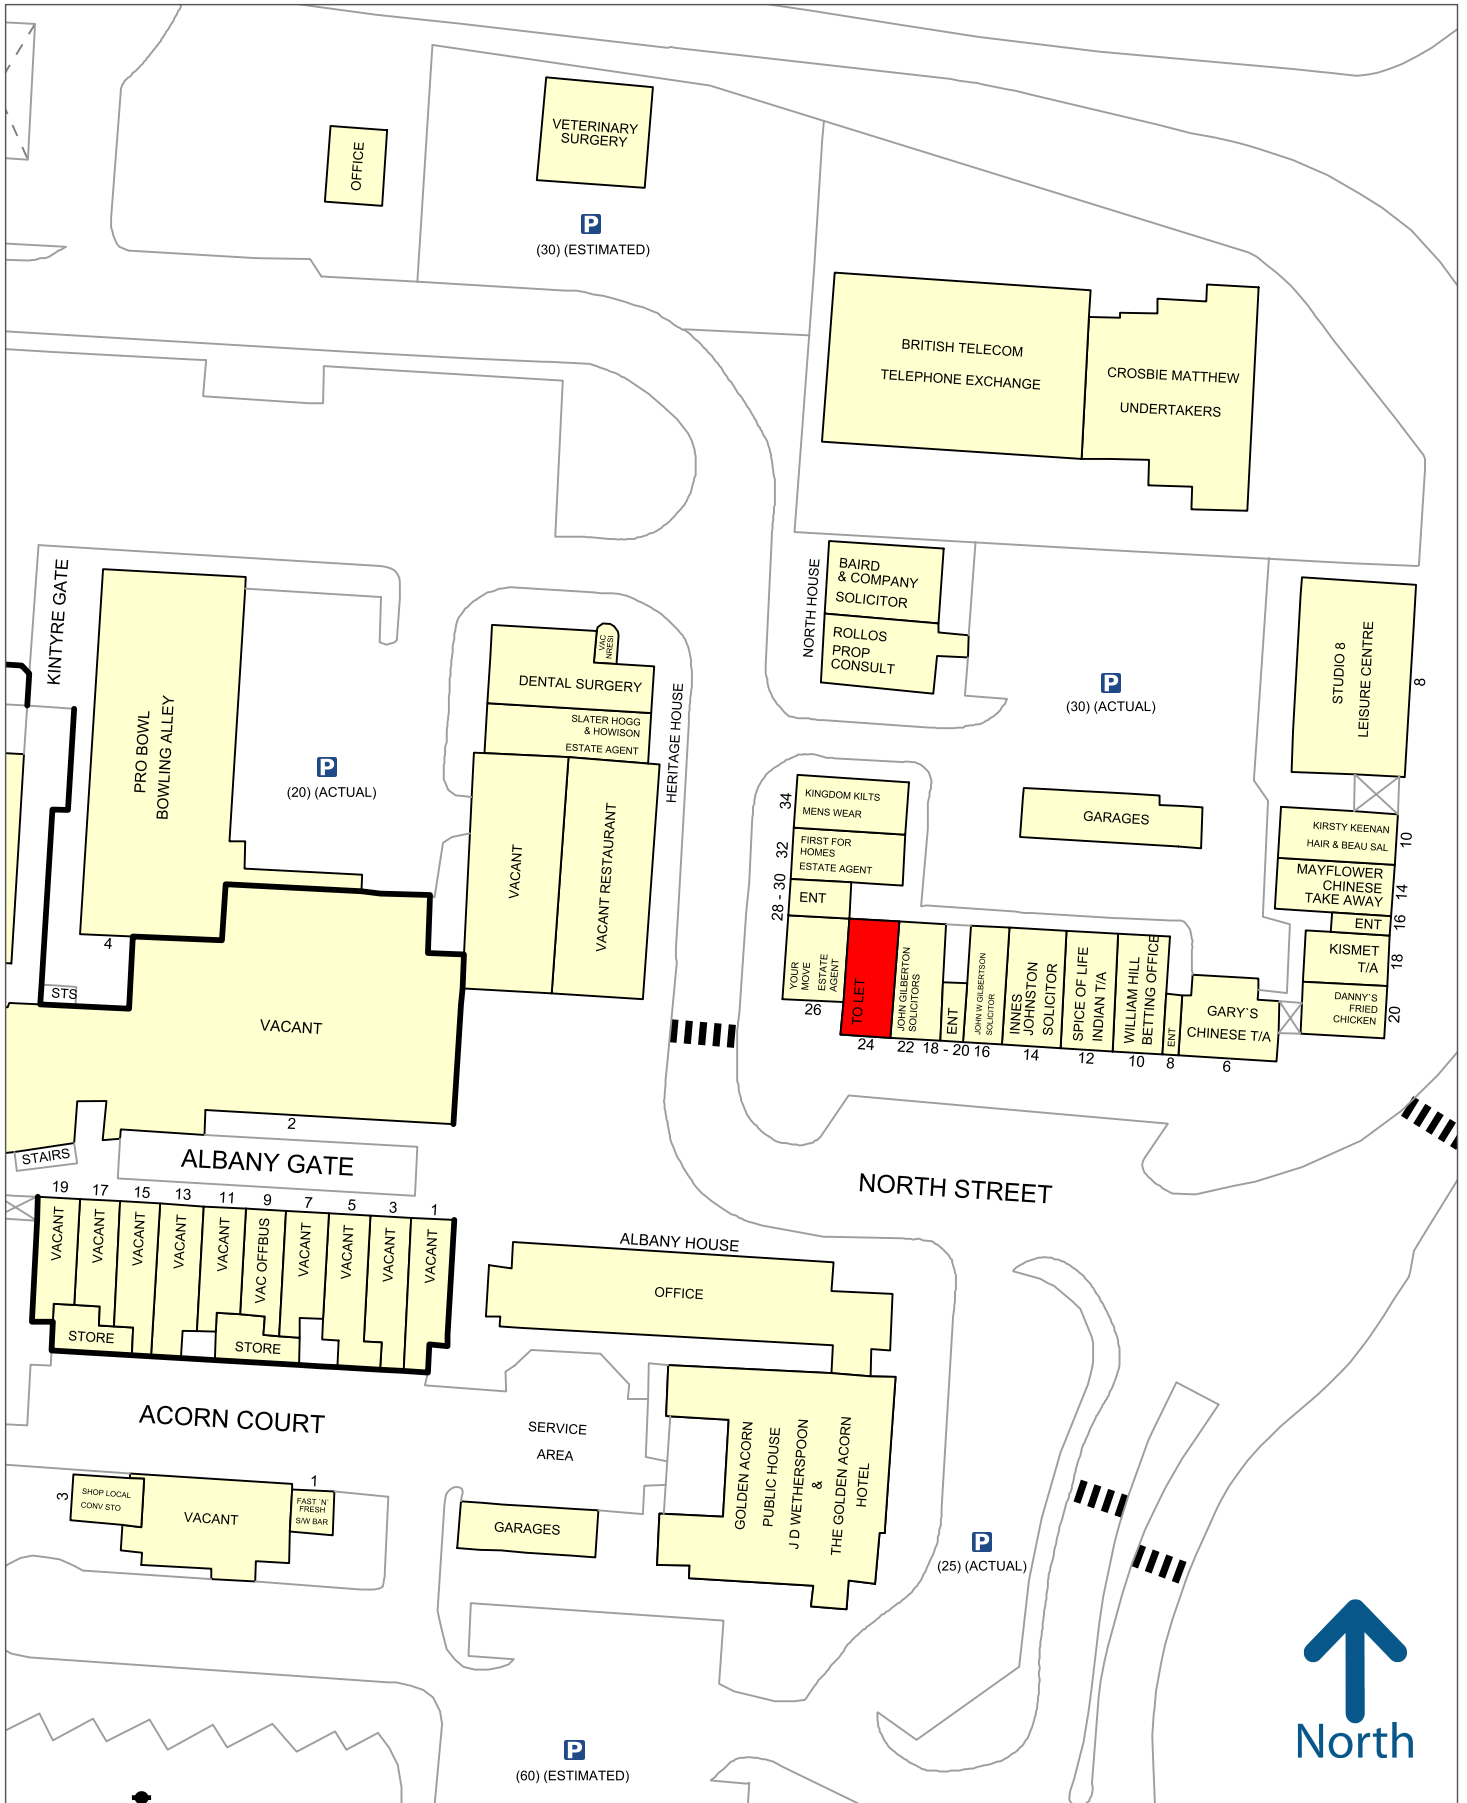 VETERINARY
SURGERY
OFFICE
P
(30) (ESTIMATED)
BRITISH TELECOM
TELEPHONE EXCHANGE
CROSBIE MATTHEW
UNDERTAKERS
KINTYRE GATE
PRO BOWL
BOWLING ALLEY
4
P
(20) (ACTUAL)
VAC
NRESI
DENTAL SURGERY
SLATER HOGG
& HOWISON
ESTATE AGENT
HERITAGE HOUSE
VACANT
VACANT RESTAURANT
NORTH HOUSE
BAIRD
& COMPANY
SOLICITOR
ROLLOS
PROP
CONSULT
P
(30) (ACTUAL)
STUDIO 8
LEISURE CENTRE
8
34
KINGDOM KILTS
MENS WEAR
32
FIRST FOR
HOMES
ESTATE AGENT
28 - 30
ENT
GARAGES
KIRSTY KEENAN
HAIR & BEAU SAL
10
MAYFLOWER
CHINESE
TAKE AWAY
14
ENT
16
KISMET
T/A
18
DANNY`S
FRIED
CHICKEN
20
YOUR
MOVE
ESTATE
AGENT
26
TO LET
24
JOHN GILBERTON
SOLICITORS
22
ENT
18 - 20
JOHN W GILBERTSON
SOLICITOR
16
INNES
JOHNSTON
SOLICITOR
14
SPICE OF LIFE
INDIAN T/A
12
WILLIAM HILL
BETTING OFFICE
10
ENT
8
GARY`S
CHINESE T/A
6
STS
VACANT
2
STAIRS
ALBANY GATE
NORTH STREET
19
17
15
13
11
9
7
5
3
1
VACANT
VACANT
VACANT
VACANT
VACANT
VAC OFFBUS
VACANT
VACANT
VACANT
VACANT
STORE
STORE
ALBANY HOUSE
OFFICE
ACORN COURT
SERVICE
AREA
GOLDEN ACORN
PUBLIC HOUSE
J D WETHERSPOON
&
THE GOLDEN ACORN
HOTEL
3
SHOP LOCAL
CONV STO
VACANT
1
FAST `N`
FRESH
S/W BAR
GARAGES
P
(25) (ACTUAL)
P
(60) (ESTIMATED)
North